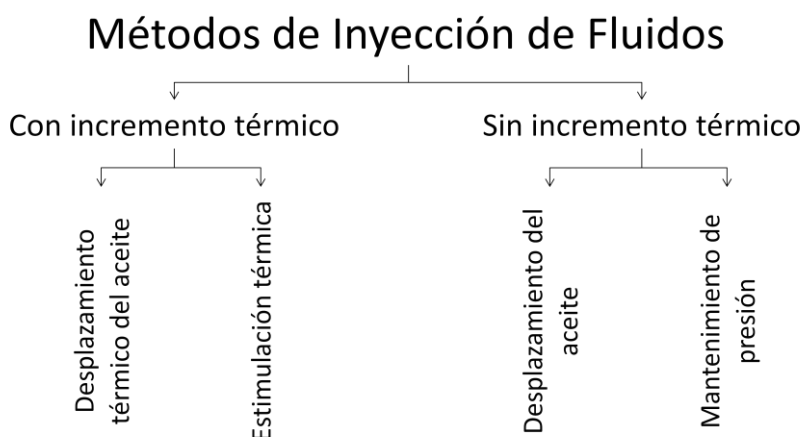 Métodos de Inyección de Fluidos
Con incremento térmico
Sin incremento térmico
Desplazamiento
térmico del aceite
Estimulación térmica
Desplazamiento del
aceite
Mantenimiento de
presión